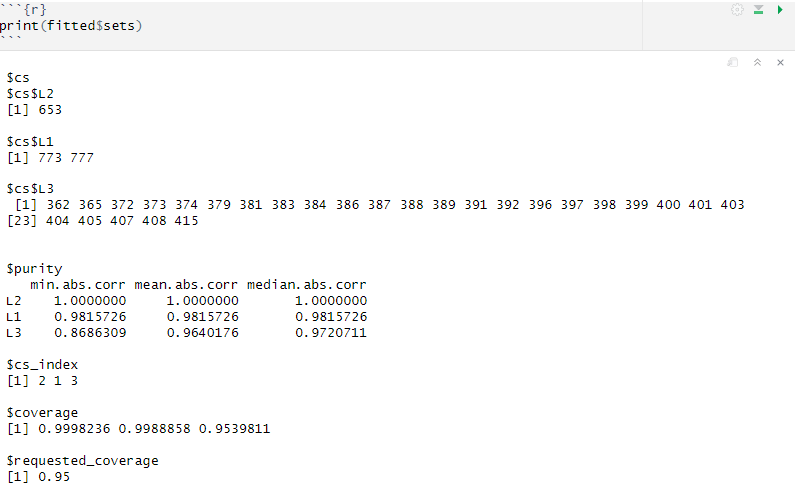 ```{r}
print(fitted$sets)
```
$cs
$cs$L2
[1] 653
$cs$L1
[1] 773 777
$cs$L3
 [1] 362 365 372 373 374 379 381 383 384 386 387 388 389 391 392 396 397 398 399 400 401 403
[23] 404 405 407 408 415
$purity
   min.abs.corr mean.abs.corr median.abs.corr
L2    1.0000000     1.0000000       1.0000000
L1    0.9815726     0.9815726       0.9815726
L3    0.8686309     0.9640176       0.9720711
$cs_index
[1] 2 1 3
$coverage
[1] 0.9998236 0.9988858 0.9539811
$requested_coverage
[1] 0.95